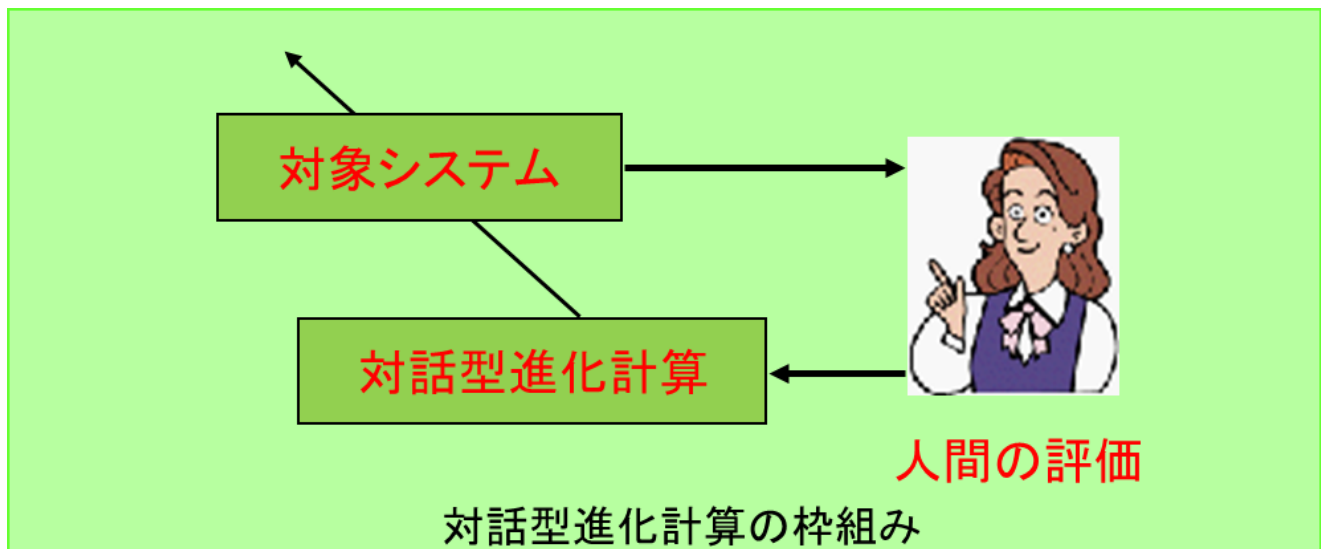 対象システム
対話型進化計算
人間の評価
対話型進化計算の枠組み